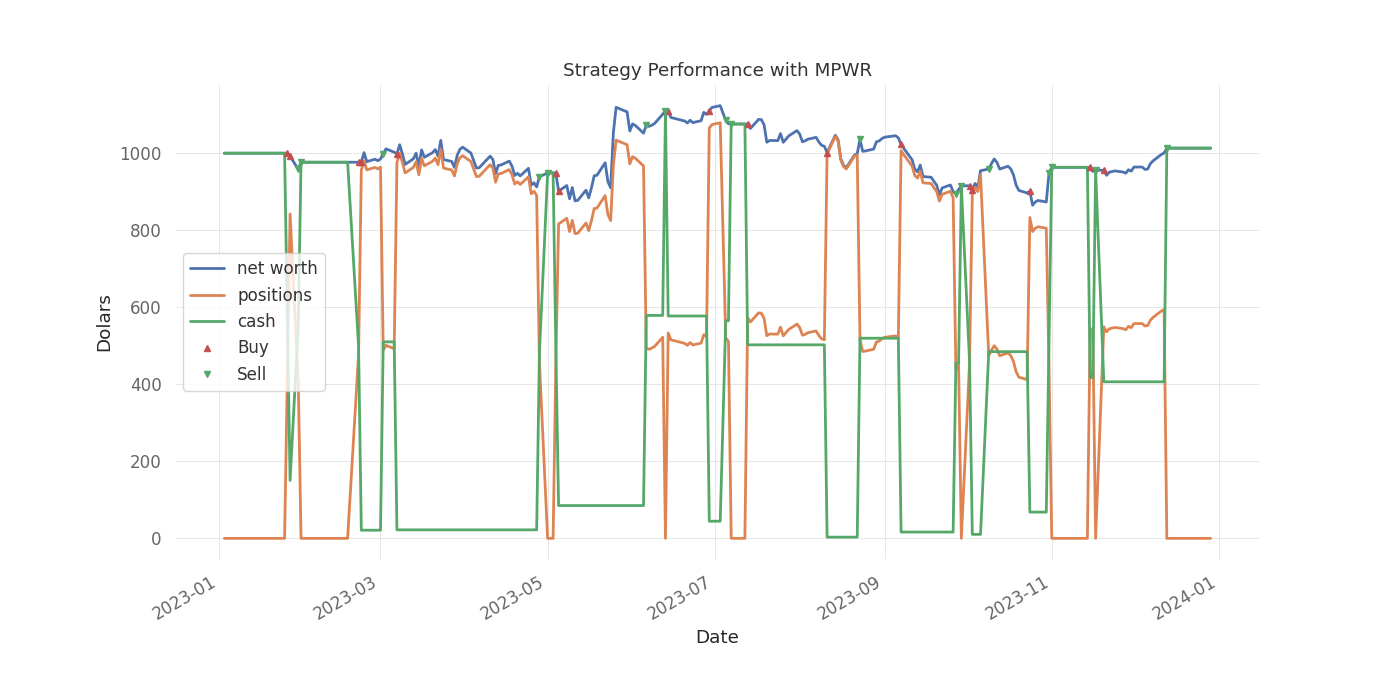 Strategy Performance with MPWR
Dolars
1000
800
600
400
200
0
net worth
positions
cash
Buy
Sell
2023-01
2023-03
2023-05
2023-07
2023-09
2023-11
2024-01
Date